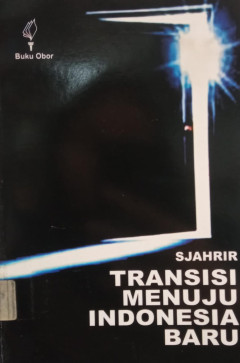 Buku Obor
SJAHRIR
TRANSISI
MENUJU
INDONESIA
BARU